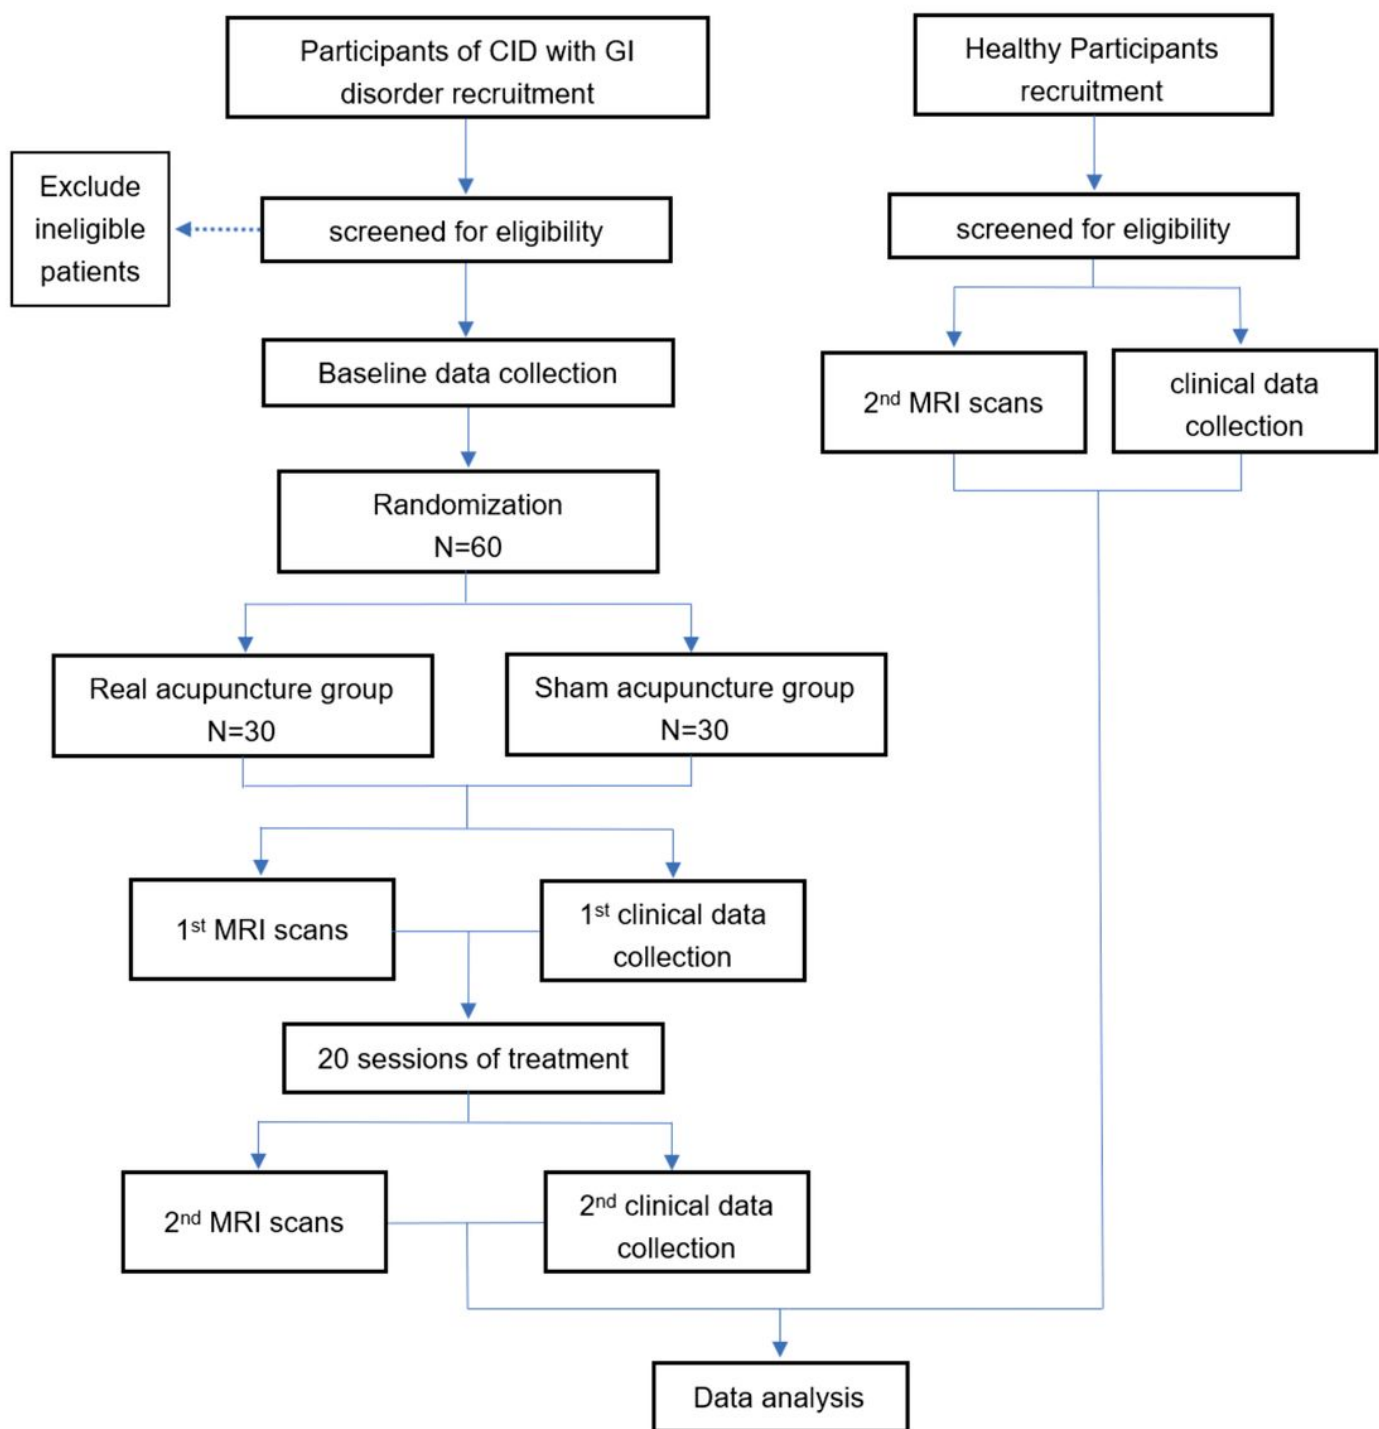 Participants of CID with GI
disorder recruitment
Healthy Participants
recruitment
Exclude
ineligible
patients
screened for eligibility
screened for eligibility
Baseline data collection
2nd MRI scans
clinical data
collection
Randomization
N=60
Real acupuncture group
N=30
Sham acupuncture group
N=30
1st MRI scans
1st clinical data
collection
20 sessions of treatment
2nd MRI scans
2nd clinical data
collection
Data analysis